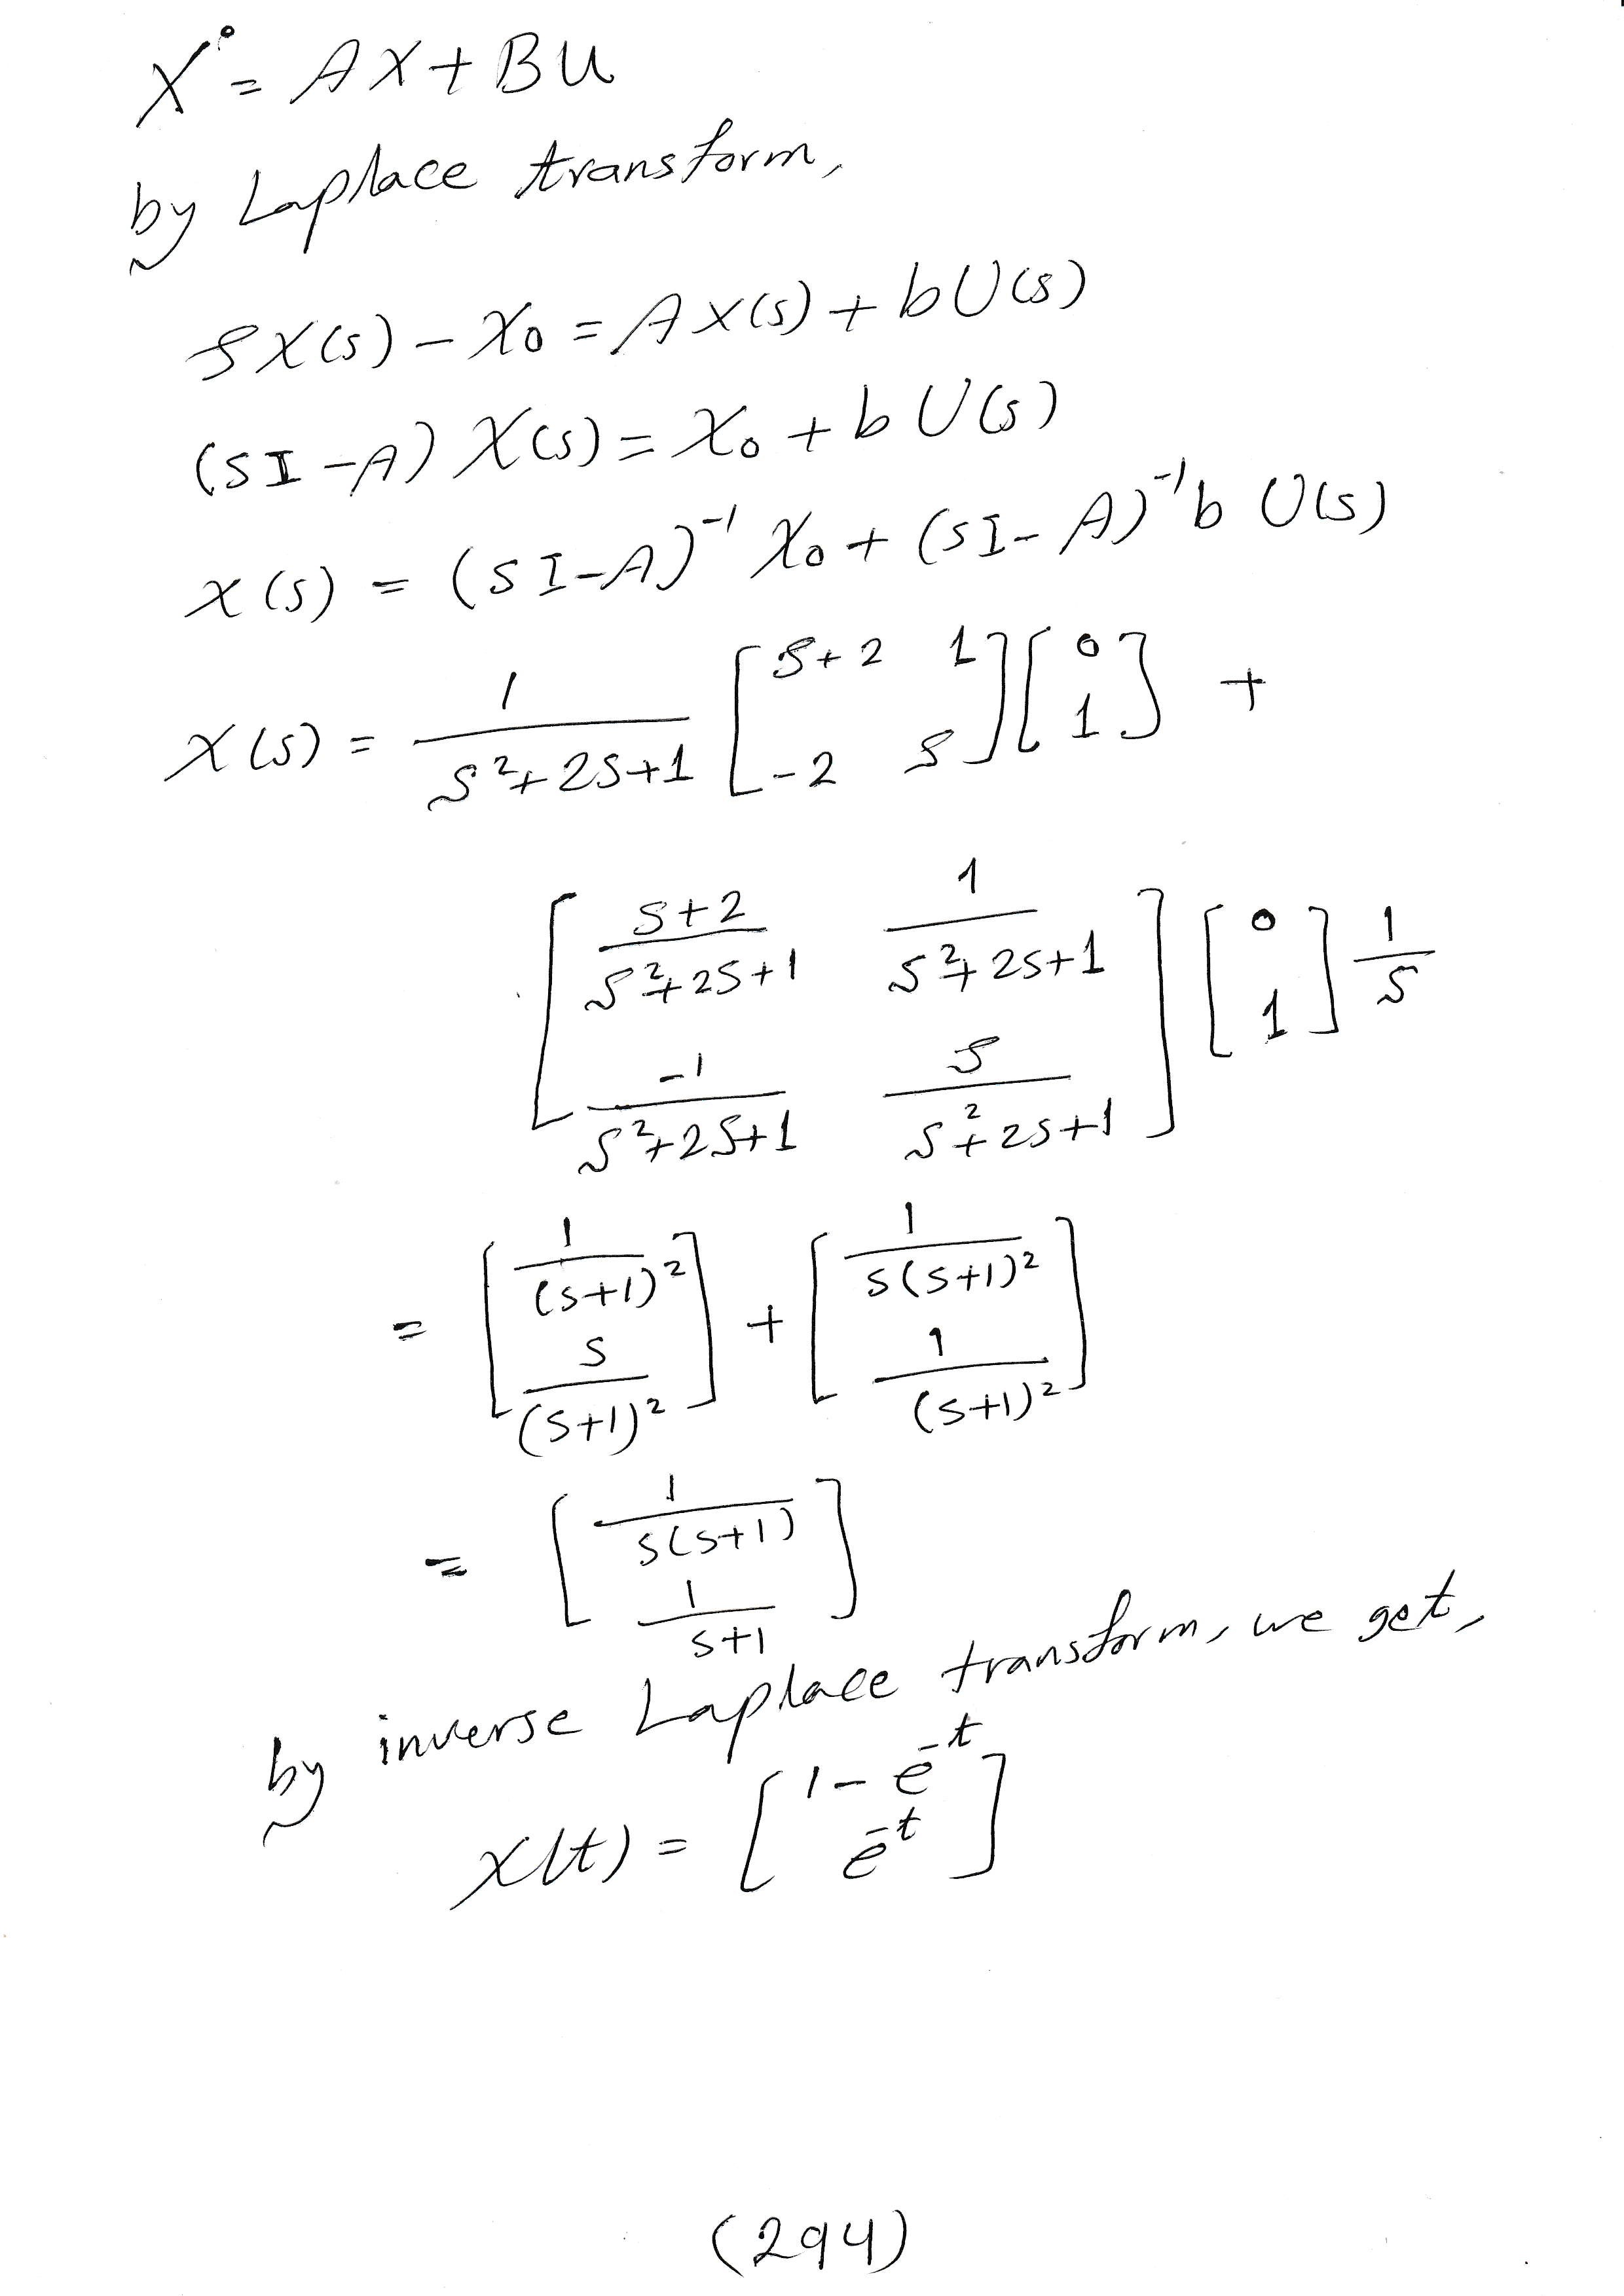 Ẋ = AX + BU
by Laplace transform,
SX(s) - X₀ = AX(s) + bU(s)
(SI - A) X(s) = X₀ + b U(s)
X(s) = (SI - A)⁻¹ X₀ + (SI - A)⁻¹ b U(s)
X(s) = 1/(S²+2S+1) [S+2 1; -2 S] [0; 1] +
[(S+2)/(S²+2S+1) 1/(S²+2S+1); -1/(S²+2S+1) S/(S²+2S+1)] [0; 1] 1/S
= [1/(S+1)²; S/(S+1)²] + [1/(S(S+1)²); 1/(S+1)²]
= [1/(S(S+1)); 1/(S+1)]
by inverse Laplace transform, we get,
X(t) = [1 - e⁻ᵗ; e⁻ᵗ]
(294)